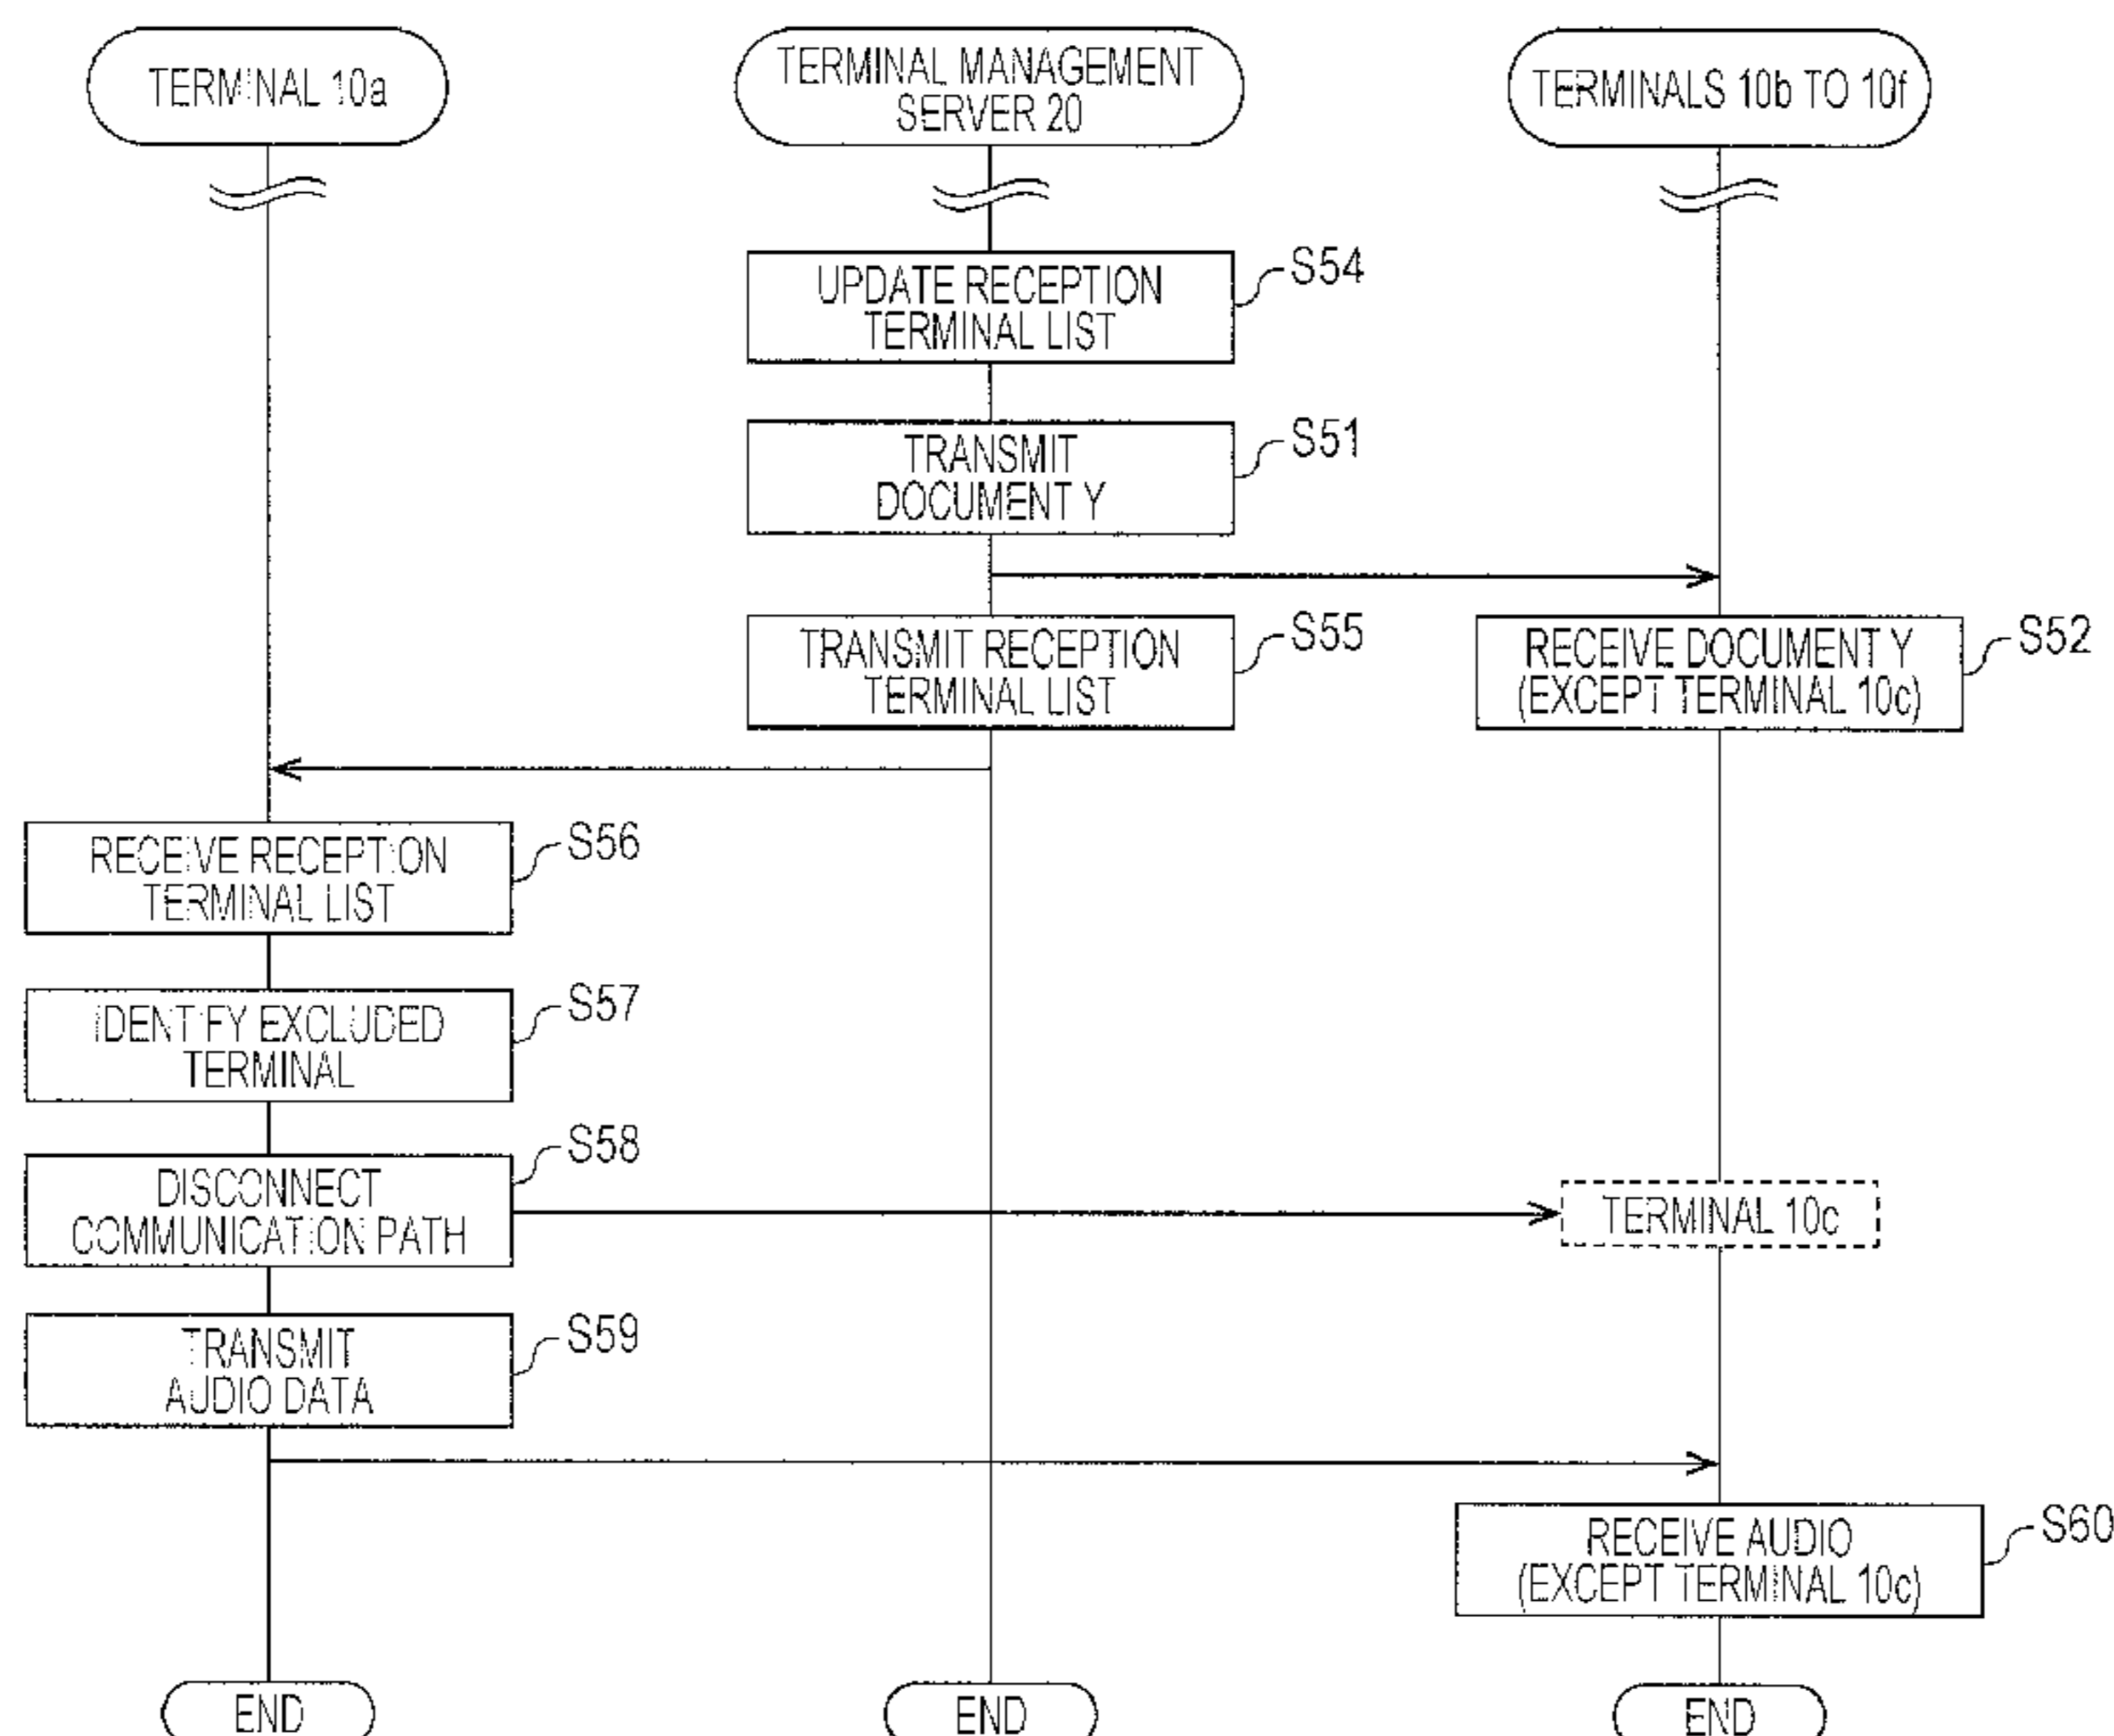 TERMINAL 10a
TERMINAL MANAGEMENT
SERVER 20
TERMINALS 10b TO 10f
UPDATE RECEPTION
TERMINAL LIST
S54
TRANSMIT
DOCUMENT Y
S51
TRANSMIT RECEPTION
TERMINAL LIST
S55
RECEIVE DOCUMENT Y
(EXCEPT TERMINAL 10c)
S52
RECEIVE RECEPTION
TERMINAL LIST
S56
IDENTIFY EXCLUDED
TERMINAL
S57
DISCONNECT
COMMUNICATION PATH
S58
TERMINAL 10c
TRANSMIT
AUDIO DATA
S59
RECEIVE AUDIO
(EXCEPT TERMINAL 10c)
S60
END
END
END